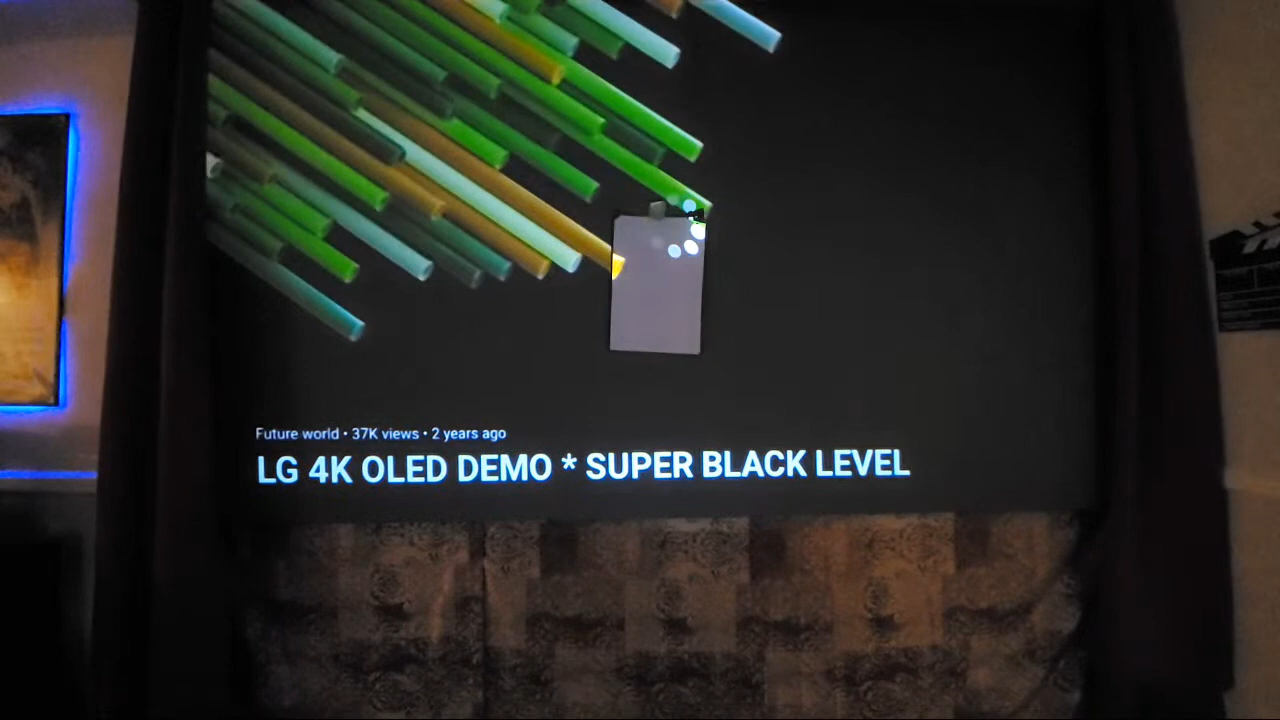 Future world • 37K views • 2 years ago
LG 4K OLED DEMO * SUPER BLACK LEVEL